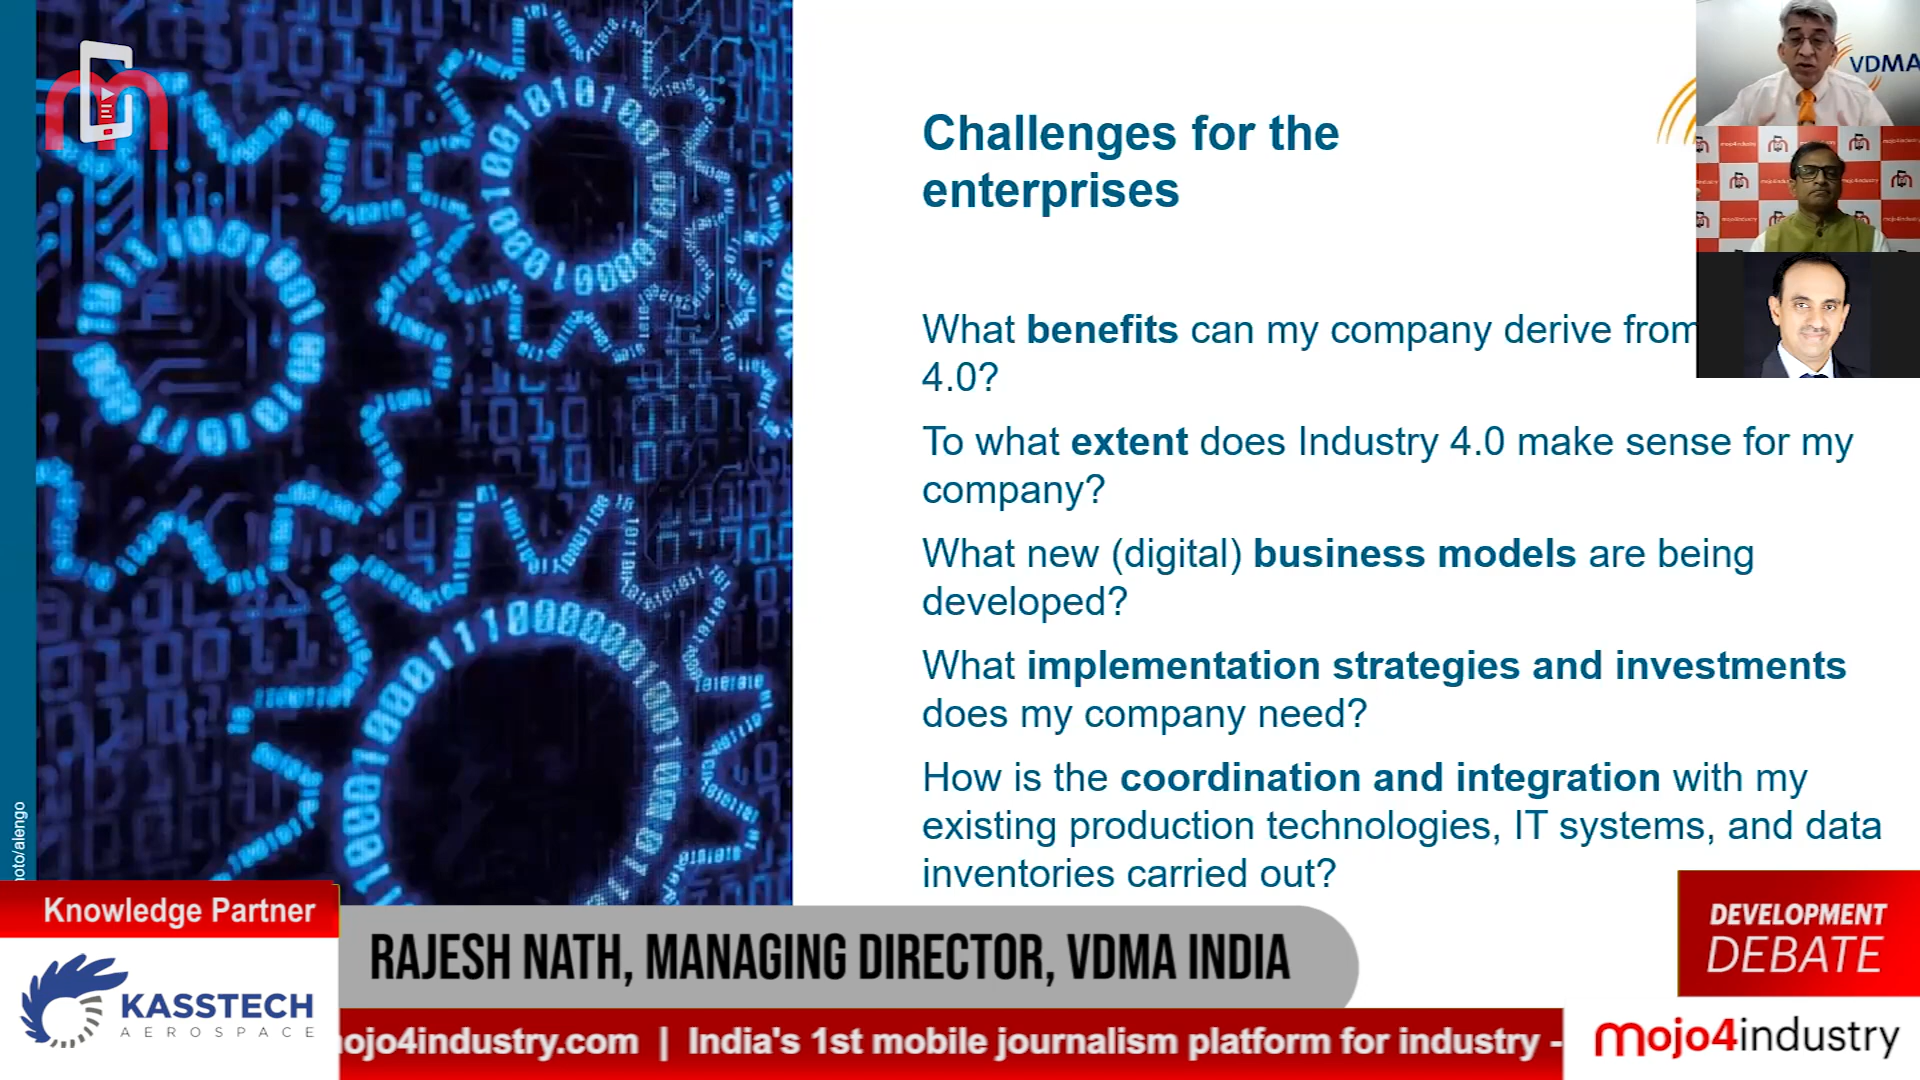 Challenges for the
enterprises
VDMA
What benefits can my company derive from
4.0?
To what extent does Industry 4.0 make sense for my
company?
What new (digital) business models are being
developed?
What implementation strategies and investments
does my company need?
How is the coordination and integration with my
existing production technologies, IT systems, and data
inventories carried out?
oto/alengo
Knowledge Partner
KASSTECH
AEROSPACE
RAJESH NATH, MANAGING DIRECTOR, VDMA INDIA
DEVELOPMENT
DEBATE
ojo4industry.com | India's 1st mobile journalism platform for industry -
mojo4industry